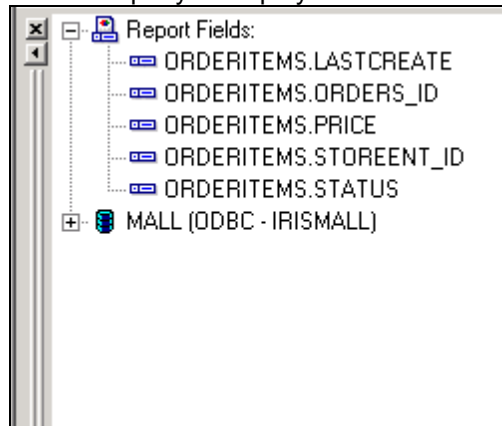 Report Fields:
ORDERITEMS.LASTCREATE
ORDERITEMS.ORDERS_ID
ORDERITEMS.PRICE
ORDERITEMS.STOREENT_ID
ORDERITEMS.STATUS
MALL (ODBC - IRISMALL)